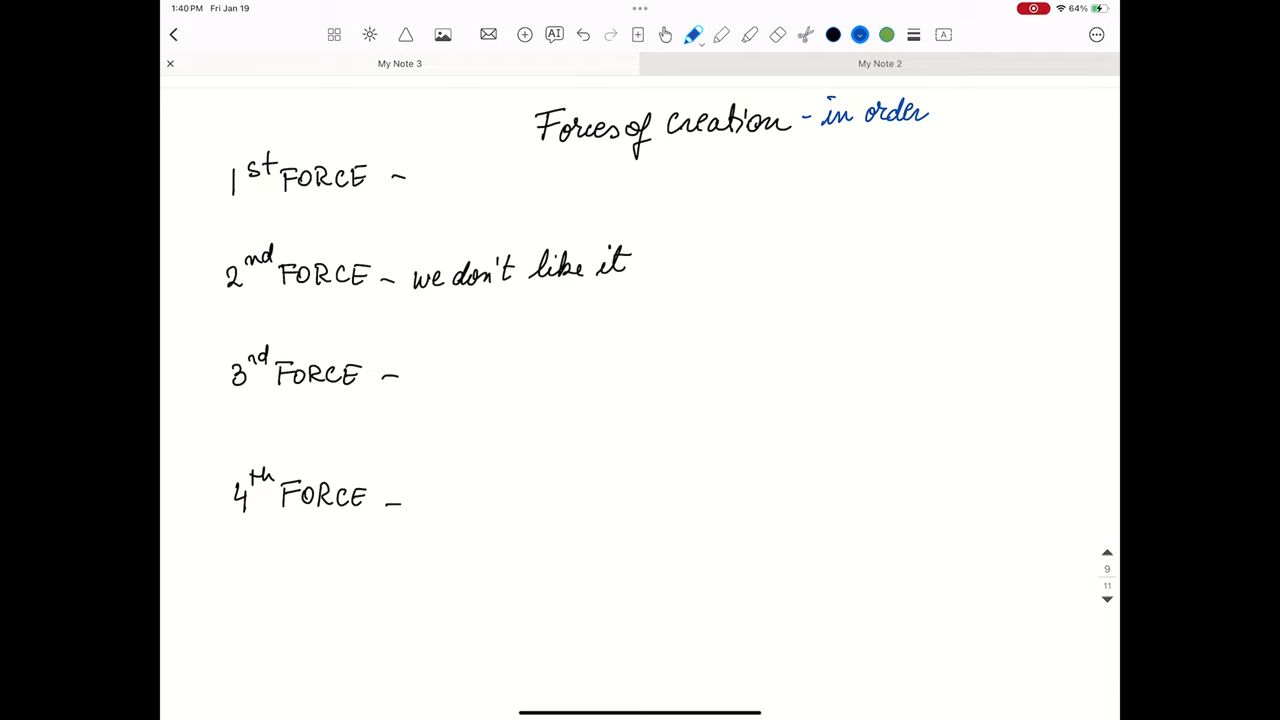 1:40 PM Fri Jan 19
64%
AI
A
My Note 3
My Note 2
Forces of creation - in order
1st FORCE -
2nd FORCE - we don't like it
3rd FORCE -
4th FORCE -
9
11